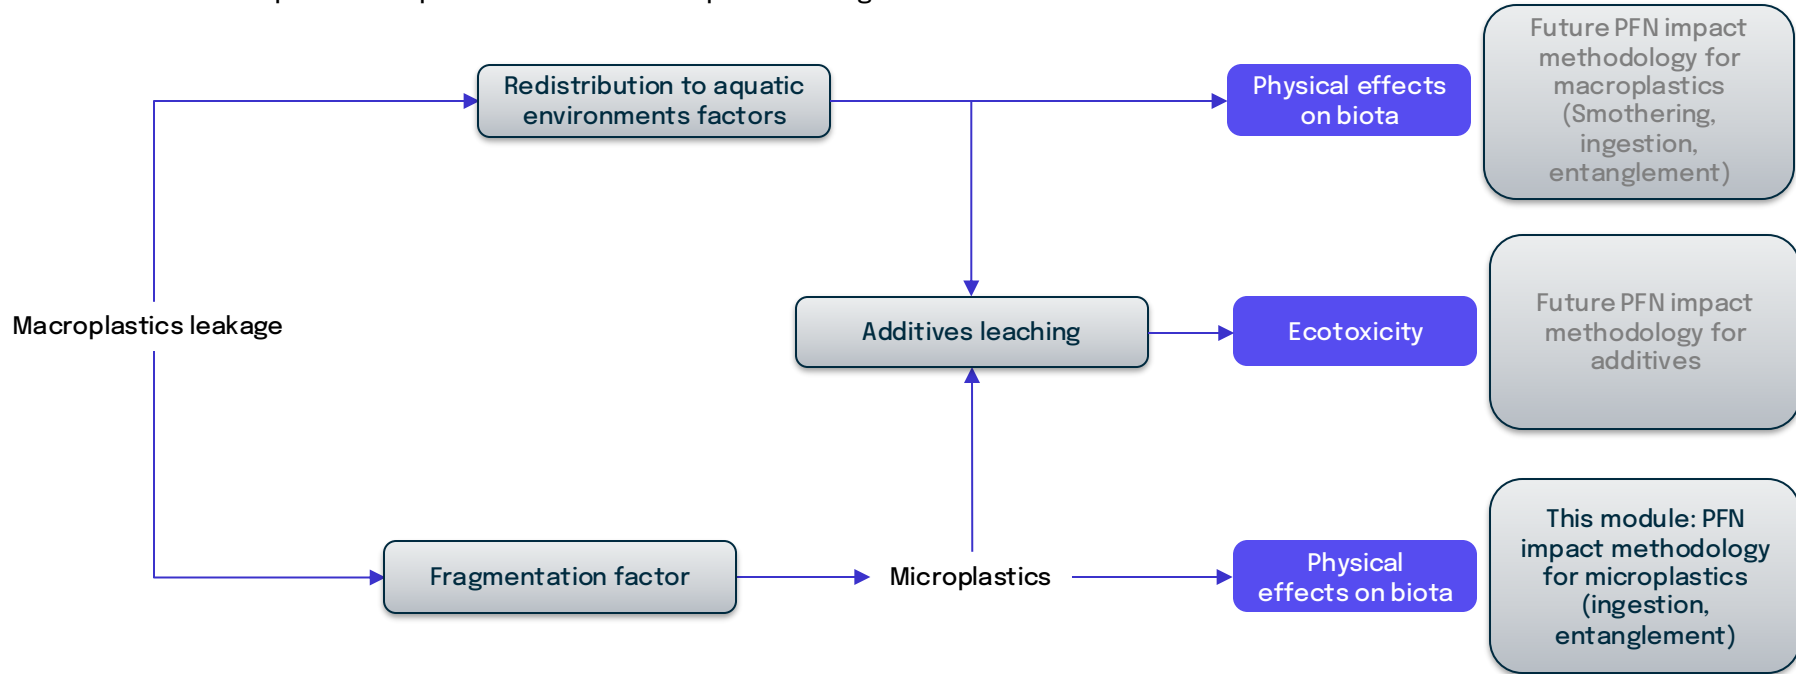 Future PFN impact
methodology for
macroplastics
(Smothering,
ingestion,
entanglement)
Redistribution to aquatic
environments factors
Physical effects
on biota
Macroplastics leakage
Additives leaching
Ecotoxicity
Future PFN impact
methodology for
additives
Fragmentation factor
Microplastics
Physical
effects on biota
This module: PFN
impact methodology
for microplastics
(ingestion,
entanglement)